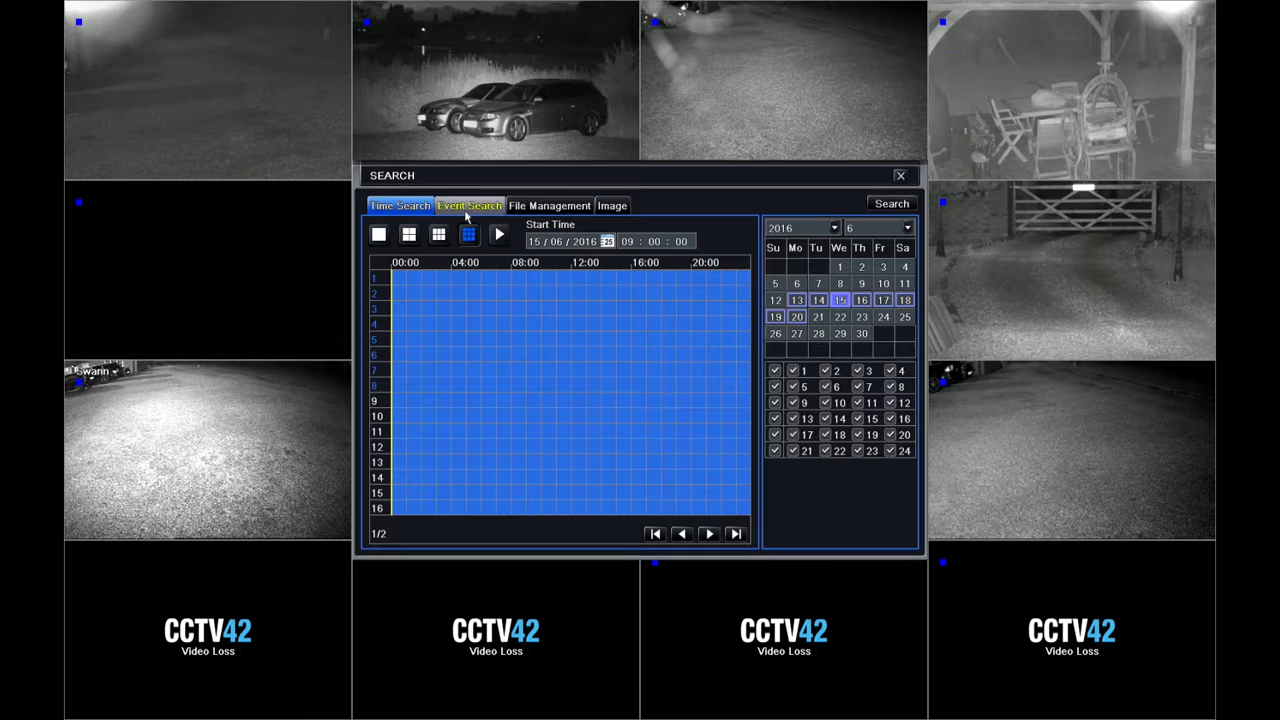 SEARCH
Time Search Event Search File Management Image Search
Start Time
15 / 06 / 2016 25 09 : 00 : 00
2016 6
Su Mo Tu We Th Fr Sa
1 2 3 4
5 6 7 8 9 10 11
12 13 14 15 16 17 18
19 20 21 22 23 24 25
26 27 28 29 30
00:00 04:00 08:00 12:00 16:00 20:00
1
2
3
4
5
6
7
8
9
10
11
12
13
14
15
16
1/2
1 2 3 4
5 6 7 8
9 10 11 12
13 14 15 16
17 18 19 20
21 22 23 24
Swann
CCTV42
Video Loss
CCTV42
Video Loss
CCTV42
Video Loss
CCTV42
Video Loss